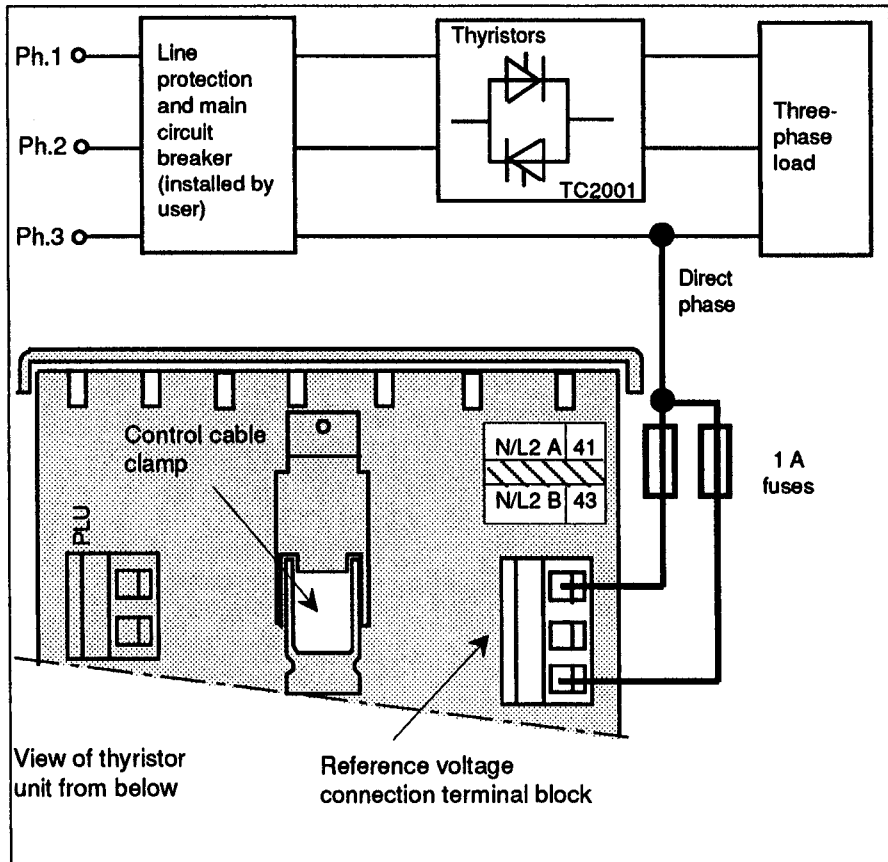 Ph.1
Line
protection
and main
circuit
breaker
(installed by
user)
Thyristors
TC2001
Three-
phase
load
Ph.2
Ph.3
Direct
phase
Control cable
clamp
N/L2 A 41
N/L2 B 43
1 A
fuses
PLU
View of thyristor
unit from below
Reference voltage
connection terminal block